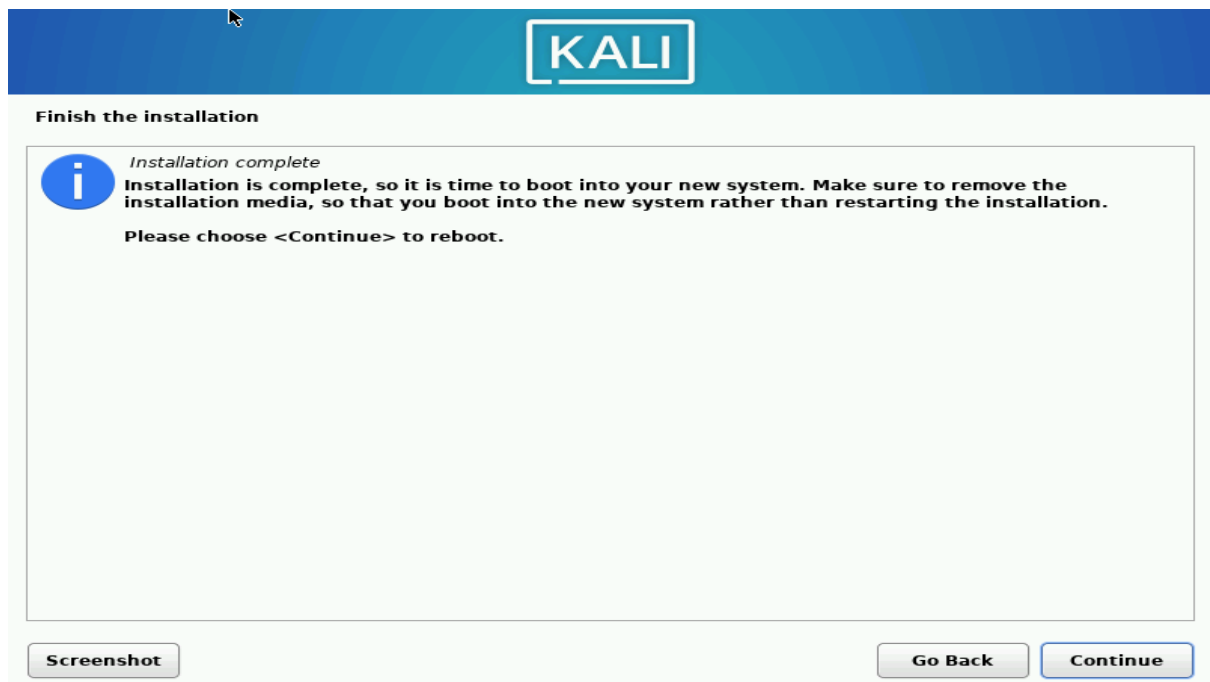 KALI
Finish the installation
Installation complete
Installation is complete, so it is time to boot into your new system. Make sure to remove the
installation media, so that you boot into the new system rather than restarting the installation.
Please choose <Continue> to reboot.
Screenshot
Go Back
Continue